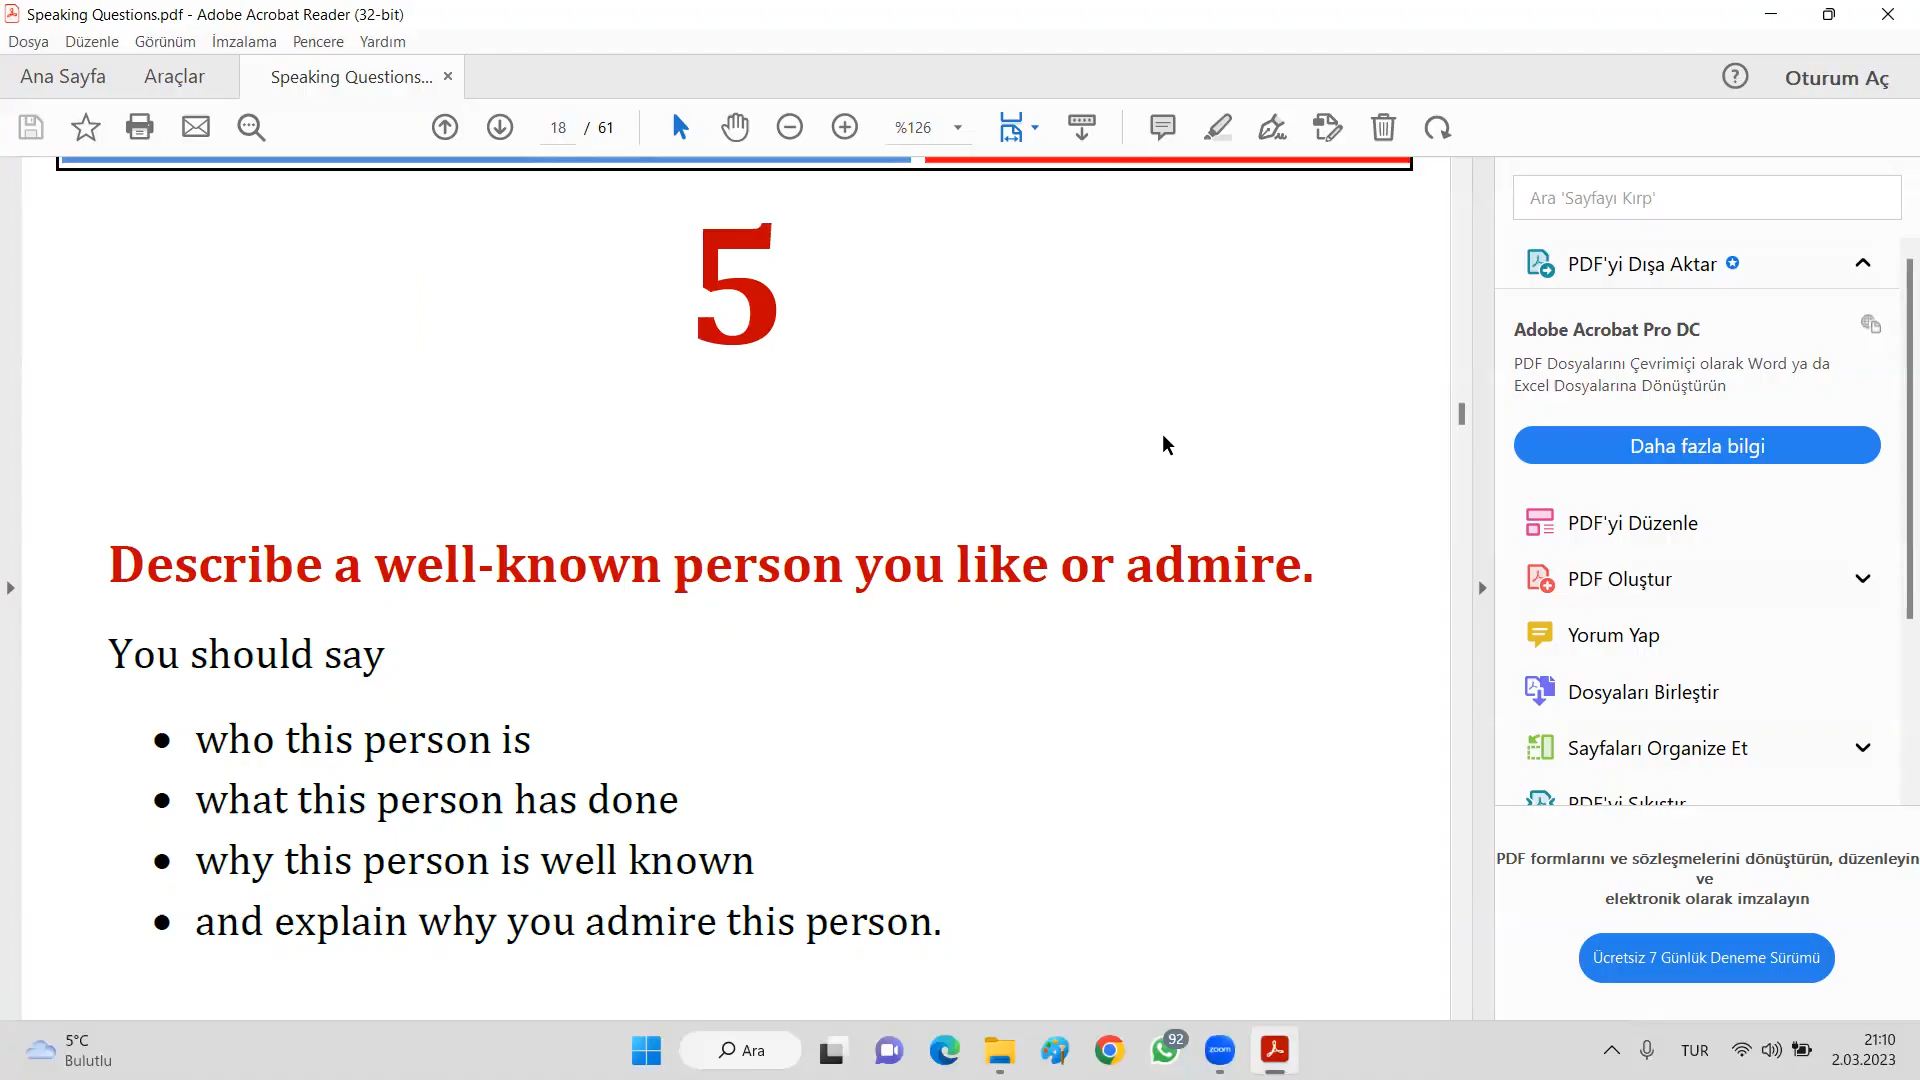 Speaking Questions.pdf - Adobe Acrobat Reader (32-bit)
Dosya Düzenle Görünüm İmzalama Pencere Yardım
Ana Sayfa Araçlar Speaking Questions... × Oturum Aç
18 / 61 %126
5
Describe a well-known person you like or admire.
You should say
• who this person is
• what this person has done
• why this person is well known
• and explain why you admire this person.
Ara 'Sayfayı Kırp'
PDF'yi Dışa Aktar
Adobe Acrobat Pro DC
PDF Dosyalarını Çevrimiçi olarak Word ya da
Excel Dosyalarına Dönüştürün
Daha fazla bilgi
PDF'yi Düzenle
PDF Oluştur
Yorum Yap
Dosyaları Birleştir
Sayfaları Organize Et
PDF'yi Sıkıştır
PDF formlarını ve sözleşmelerini dönüştürün, düzenleyin
ve
elektronik olarak imzalayın
Ücretsiz 7 Günlük Deneme Sürümü
5°C
Bulutlu
Ara
92
zoom
TUR
21:10
2.03.2023